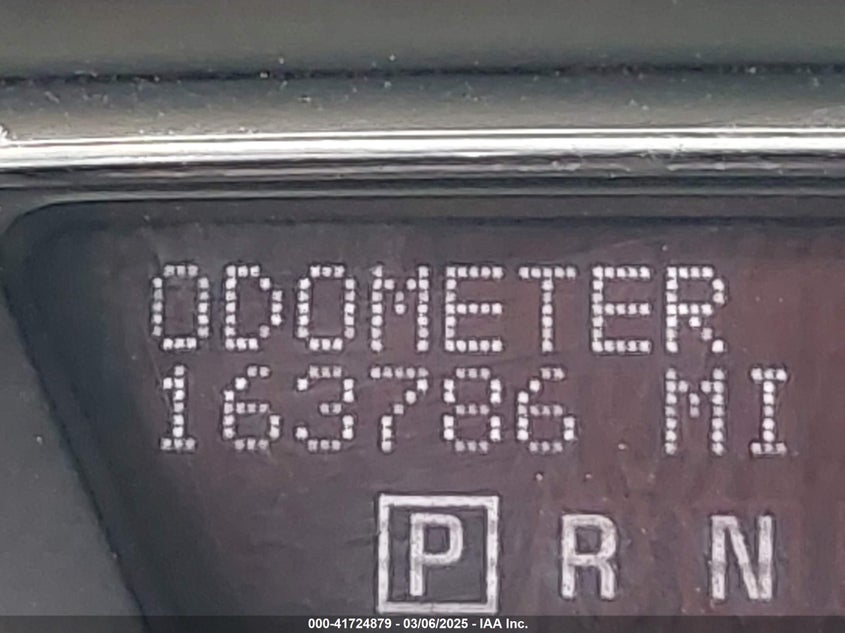 ODOMETER
163786 MI
P R N
000-41724879 - 03/06/2025 - IAA Inc.